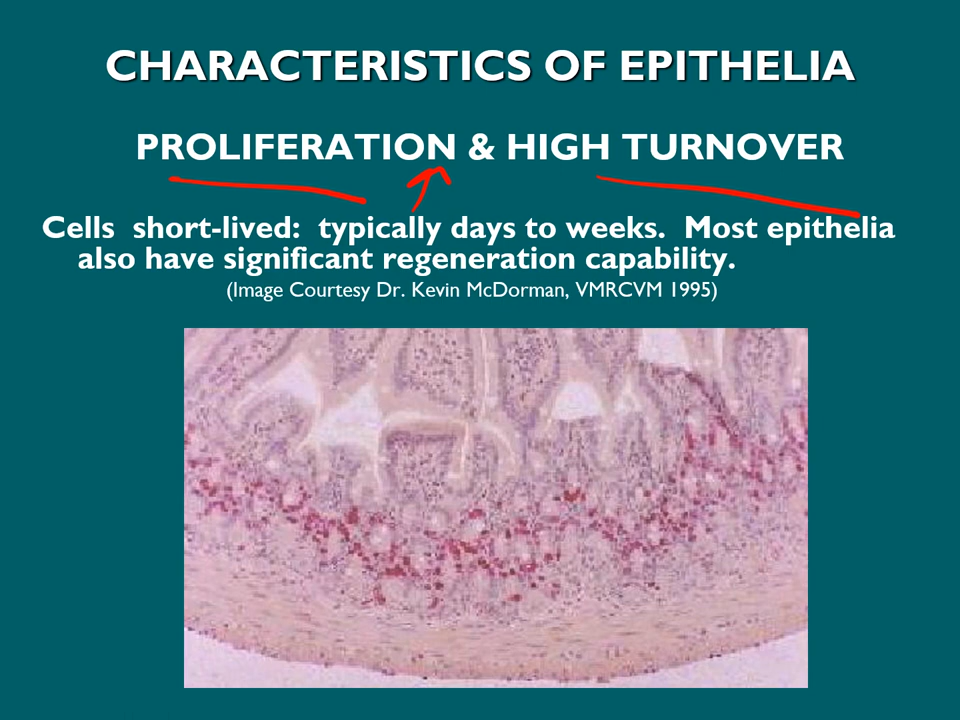 CHARACTERISTICS OF EPITHELIA
PROLIFERATION & HIGH TURNOVER
Cells short-lived: typically days to weeks. Most epithelia
also have significant regeneration capability.
(Image Courtesy Dr. Kevin McDorman, VMRCVM 1995)